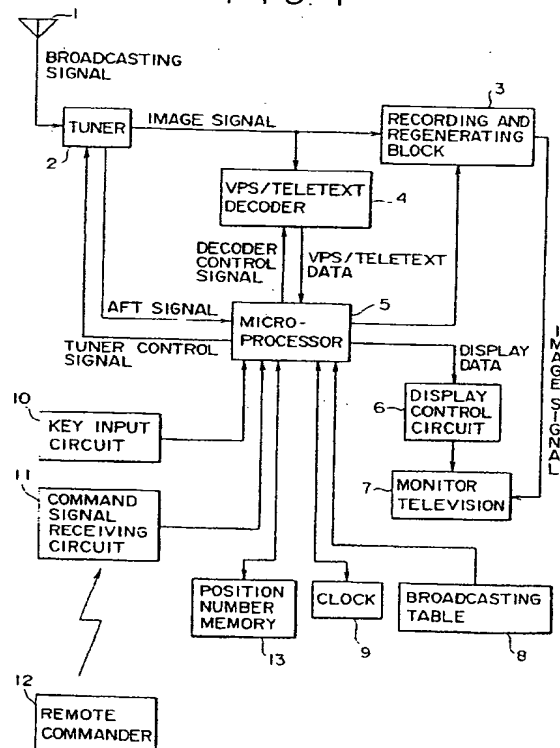 1
BROADCASTING
SIGNAL
TUNER
2
IMAGE SIGNAL
3
RECORDING AND
REGENERATING
BLOCK
VPS/TELETEXT
DECODER
4
DECODER
CONTROL
SIGNAL
VPS/TELETEXT
DATA
AFT SIGNAL
TUNER CONTROL
SIGNAL
5
MICRO-
PROCESSOR
DISPLAY
DATA
IMAGE SIGNAL
10
KEY INPUT
CIRCUIT
6
DISPLAY
CONTROL
CIRCUIT
11
COMMAND
SIGNAL
RECEIVING
CIRCUIT
7
MONITOR
TELEVISION
POSITION
NUMBER
MEMORY
13
CLOCK
9
BROADCASTING
TABLE
8
12
REMOTE
COMMANDER